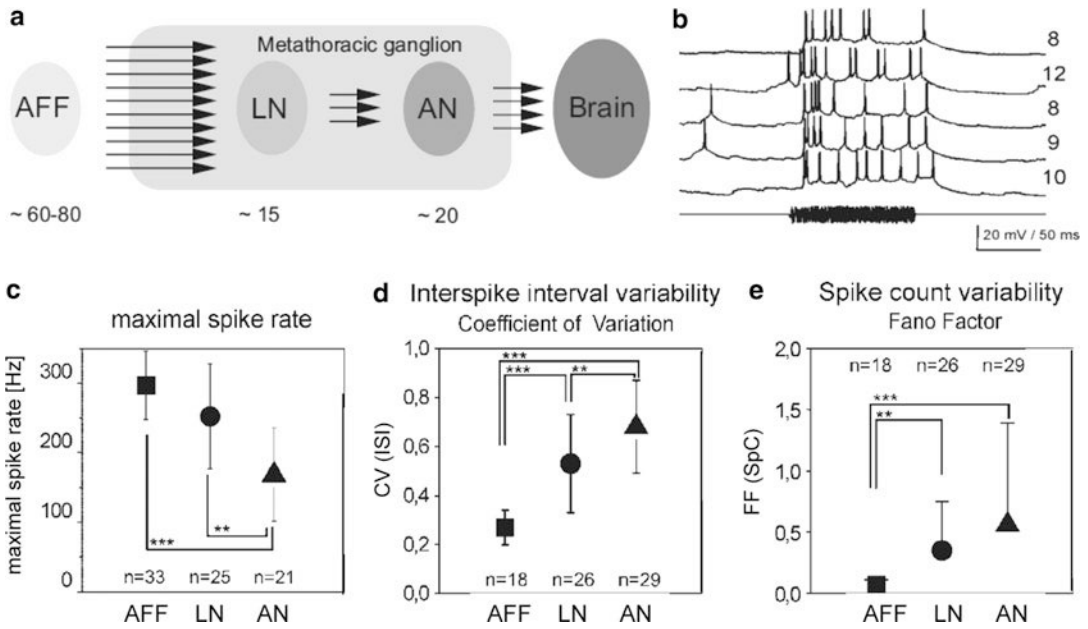 a
Metathoracic ganglion
AFF LN AN Brain
~ 60-80 ~ 15 ~ 20
b
8
12
8
9
10
20 mV / 50 ms
c
maximal spike rate
maximal spike rate [Hz]
300
200
100
0
***
**
n=33 n=25 n=21
AFF LN AN
d Interspike interval variability
Coefficient of Variation
CV (ISI)
1,0
0,8
0,6
0,4
0,2
0,0
***
*** **
n=18 n=26 n=29
AFF LN AN
e Spike count variability
Fano Factor
FF (SpC)
2,0
1,5
1,0
0,5
0,0
n=18 n=26 n=29
***
**
AFF LN AN